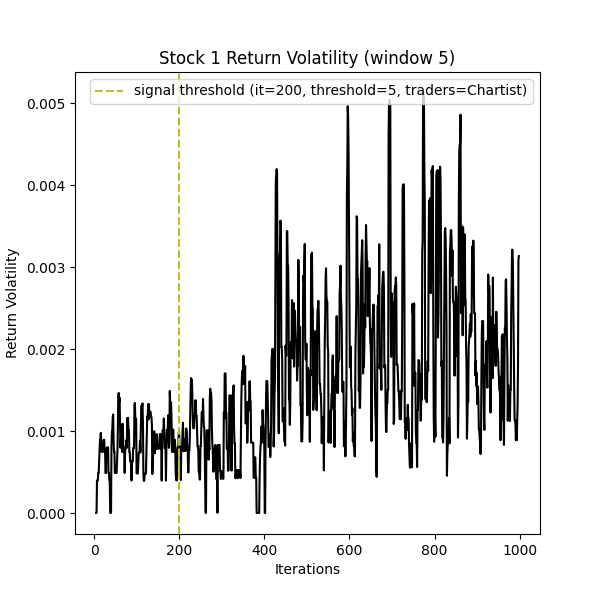 Stock 1 Return Volatility (window 5)
signal threshold (it=200, threshold=5, traders=Chartist)
0.005
0.004
0.003
0.002
0.001
0.000
Return Volatility
0 200 400 600 800 1000
Iterations